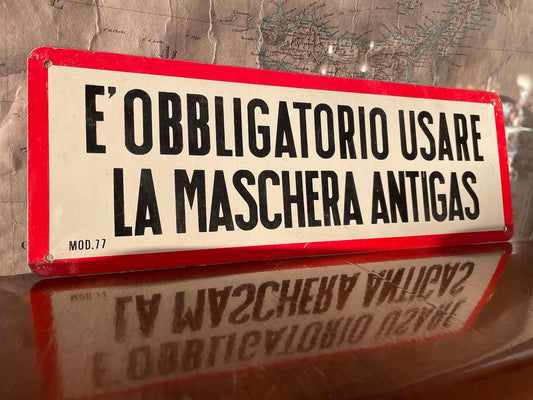 E'OBBLIGATORIO USARE
LA MASCHERA ANTIGAS
MOD.77